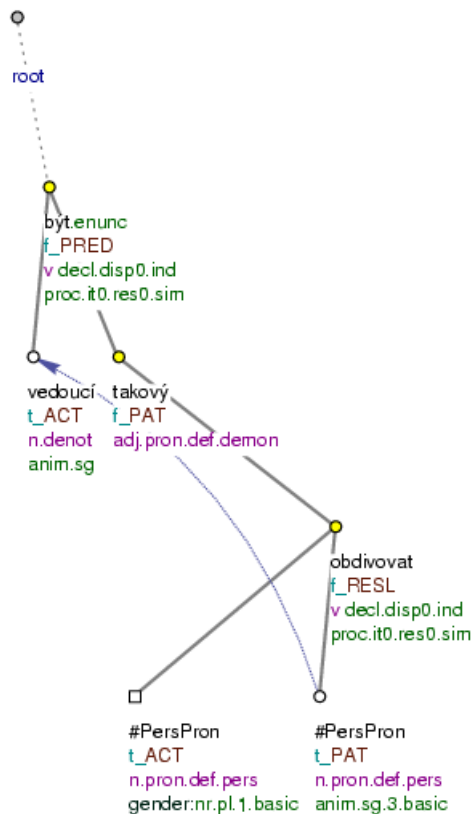 root
být.enunc
f_PRED
v decl.disp0.ind
proc.it0.res0.sim
vedoucí takový
t_ACT f_PAT
n.denot adj.pron.def.demon
anim.sg
obdivovat
f_RESL
v decl.disp0.ind
proc.it0.res0.sim
#PersPron #PersPron
t_ACT t_PAT
n.pron.def.pers n.pron.def.pers
gender:nr.pl.1.basic anim.sg.3.basic